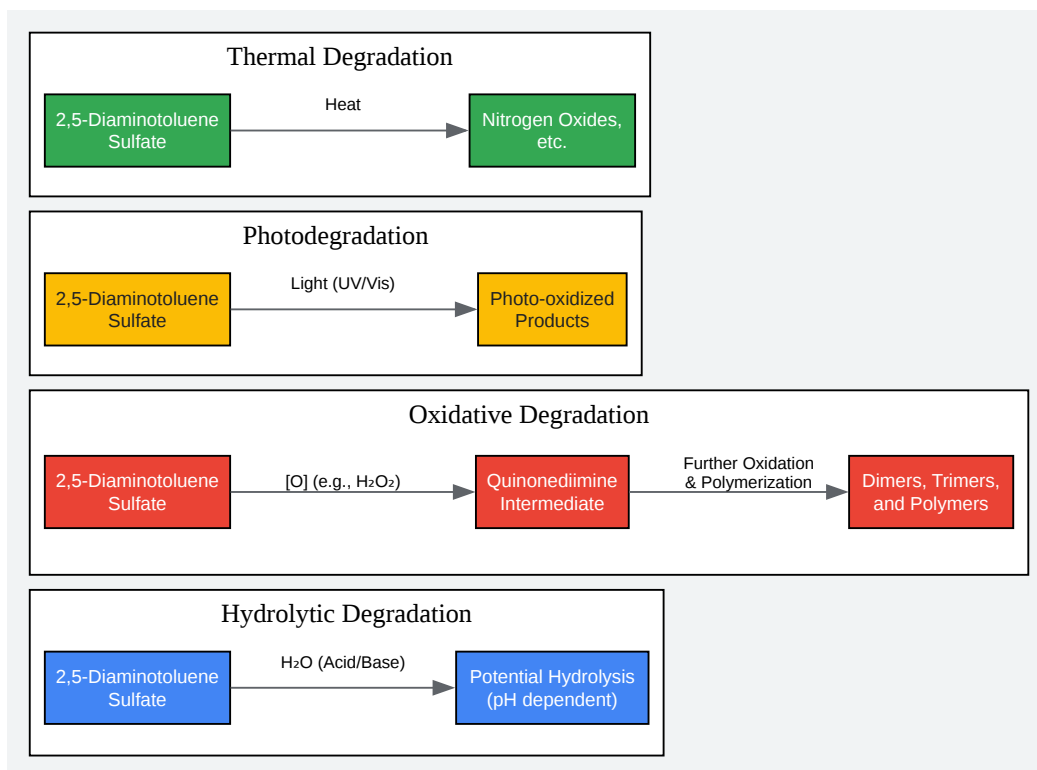 Thermal Degradation
2,5-Diaminotoluene
Sulfate
Heat
Nitrogen Oxides,
etc.
Photodegradation
2,5-Diaminotoluene
Sulfate
Light (UV/Vis)
Photo-oxidized
Products
Oxidative Degradation
2,5-Diaminotoluene
Sulfate
[O] (e.g., H₂O₂)
Quinonediimine
Intermediate
Further Oxidation
& Polymerization
Dimers, Trimers,
and Polymers
Hydrolytic Degradation
2,5-Diaminotoluene
Sulfate
H₂O (Acid/Base)
Potential Hydrolysis
(pH dependent)